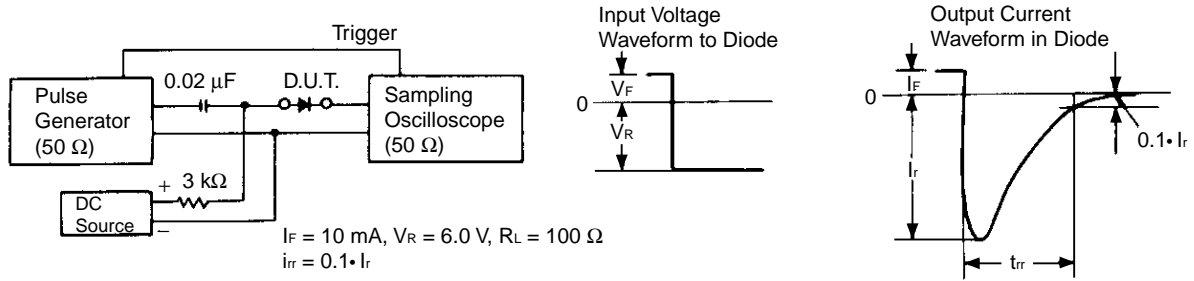 Trigger
0.02 μF
D.U.T.
Pulse
Generator
(50 Ω)
Sampling
Oscilloscope
(50 Ω)
+ 3 kΩ
DC
Source
−
IF = 10 mA, VR = 6.0 V, RL = 100 Ω
irr = 0.1• Ir
Input Voltage
Waveform to Diode
VF
0
VR
Output Current
Waveform in Diode
IF
0
Ir
0.1• Ir
trr